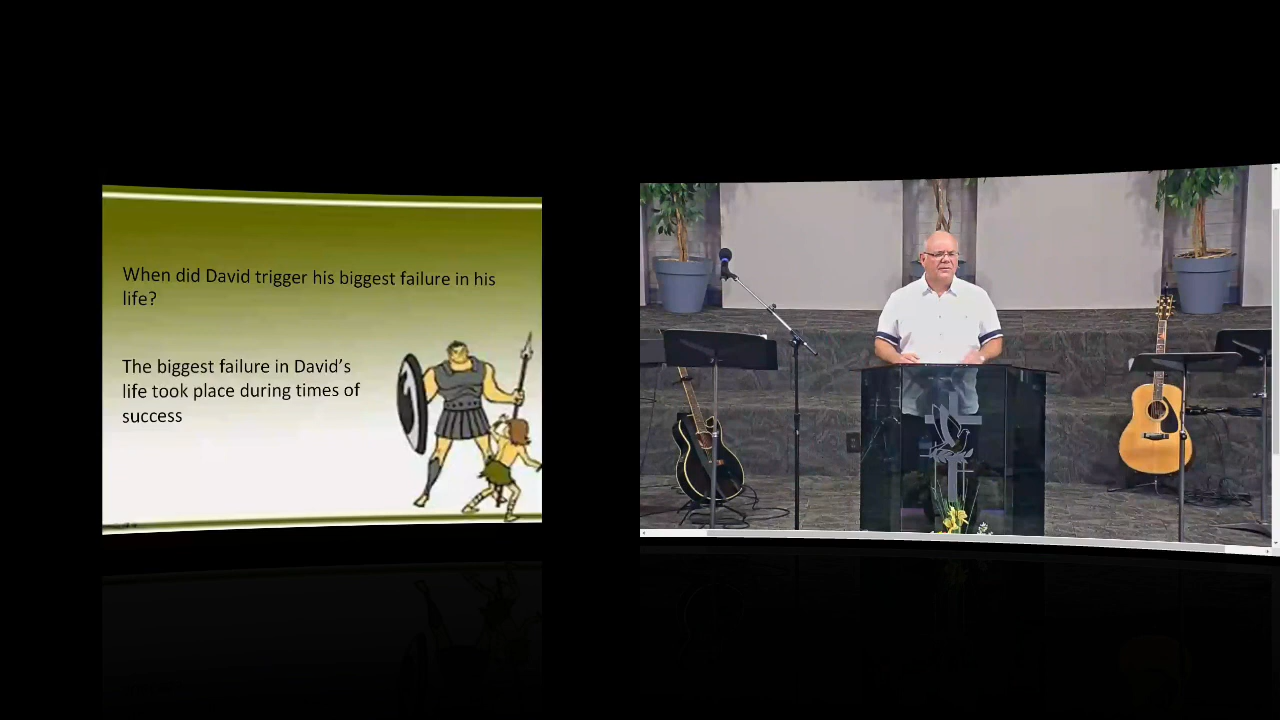 When did David trigger his biggest failure in his
life?
The biggest failure in David's
life took place during times of
success